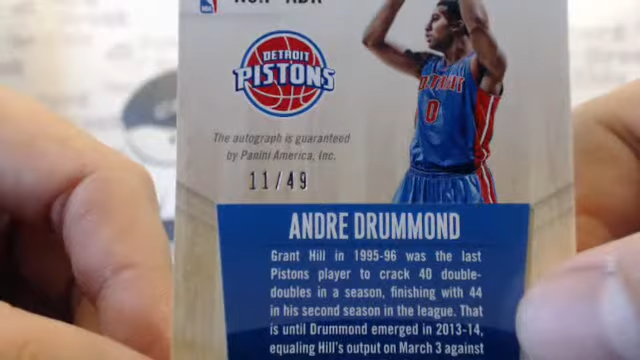 DETROIT
PISTONS
DETROIT
0
The autograph is guaranteed
by Panini America, Inc.
11/49
ANDRE DRUMMOND
Grant Hill in 1995-96 was the last
Pistons player to crack 40 double-
doubles in a season, finishing with 44
in his second season in the league. That
is until Drummond emerged in 2013-14,
equaling Hill's output on March 3 against